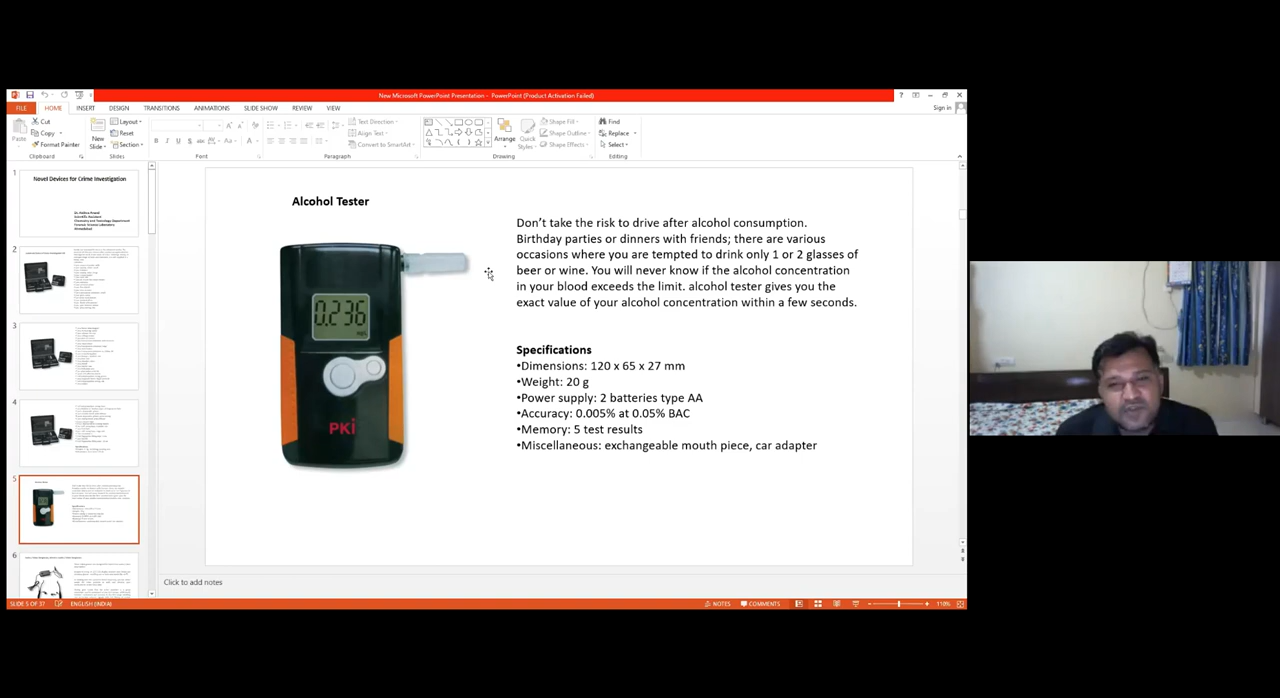 New Microsoft PowerPoint Presentation - PowerPoint (Product Activation Failed)
FILE HOME INSERT DESIGN TRANSITIONS ANIMATIONS SLIDE SHOW REVIEW VIEW
Sign in
Paste
Cut
Copy
Format Painter
Clipboard
New Slide
Layout
Reset
Section
Slides
Font
Text Direction
Align Text
Convert to SmartArt
Paragraph
Arrange
Quick Styles
Shape Fill
Shape Outline
Shape Effects
Drawing
Find
Replace
Select
Editing
1
Novel Devices for Crime Investigation
2
3
4
5
6
Alcohol Tester
0.236
PKI
Don't take the risk to drive after alcohol consumption.
Birthday parties or dinners with friends; there are various
occasions where you are tempted to drink only 1 or 2 glasses of
beer or wine. You will never know if the alcohol concentration
in your blood exceeds the limit. alcohol tester gives you the
exact value of your alcohol concentration within a few seconds.
Spefifications
•Dimensions: 120 x 65 x 27 mm
•Weight: 20 g
•Power supply: 2 batteries type AA
•Accuracy: 0.005% at 0.05% BAC
•Memory: 5 test results
•Miscellaneous: exchangeable mouth piece, car adapter
Click to add notes
SLIDE 5 OF 37 ENGLISH (INDIA)
NOTES COMMENTS
110%